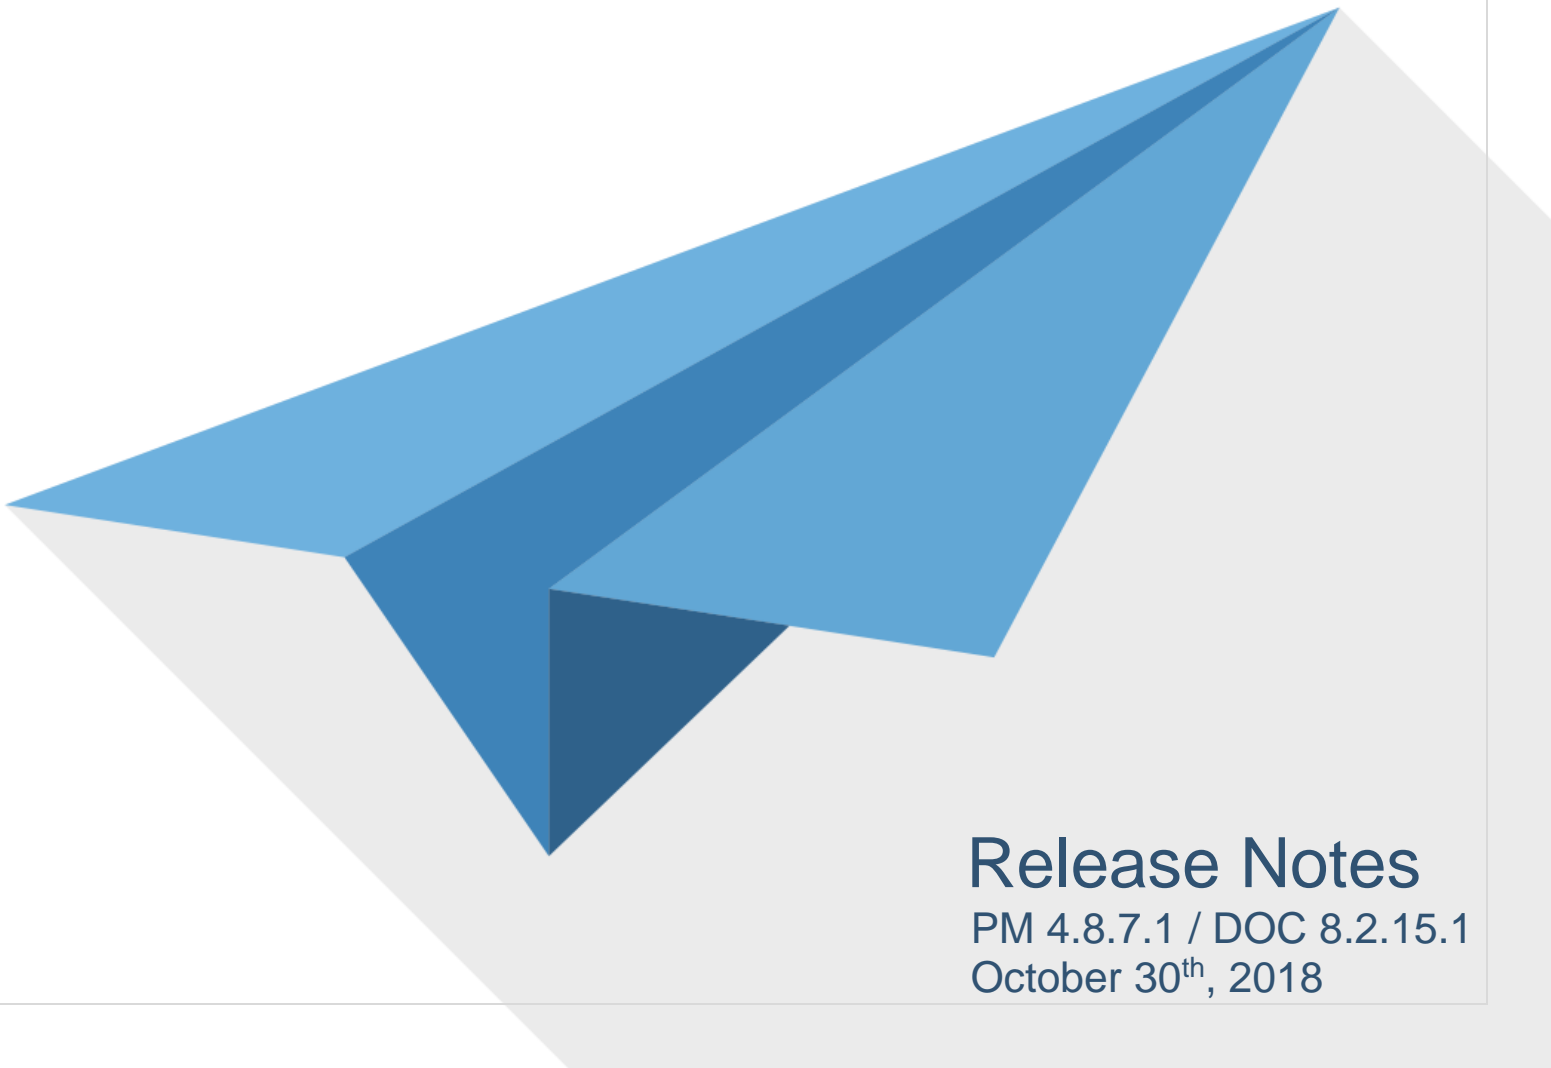 Release Notes
PM 4.8.7.1 / DOC 8.2.15.1
October 30th, 2018